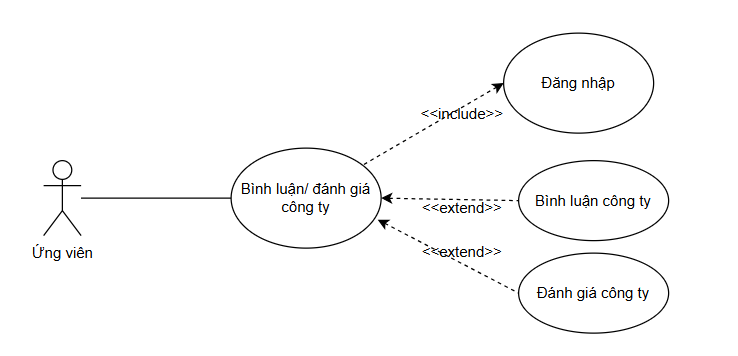 Đăng nhập
<<include>>
Bình luận/ đánh giá
công ty
Bình luận công ty
<<extend>>
Ứng viên
<<extend>>
Đánh giá công ty